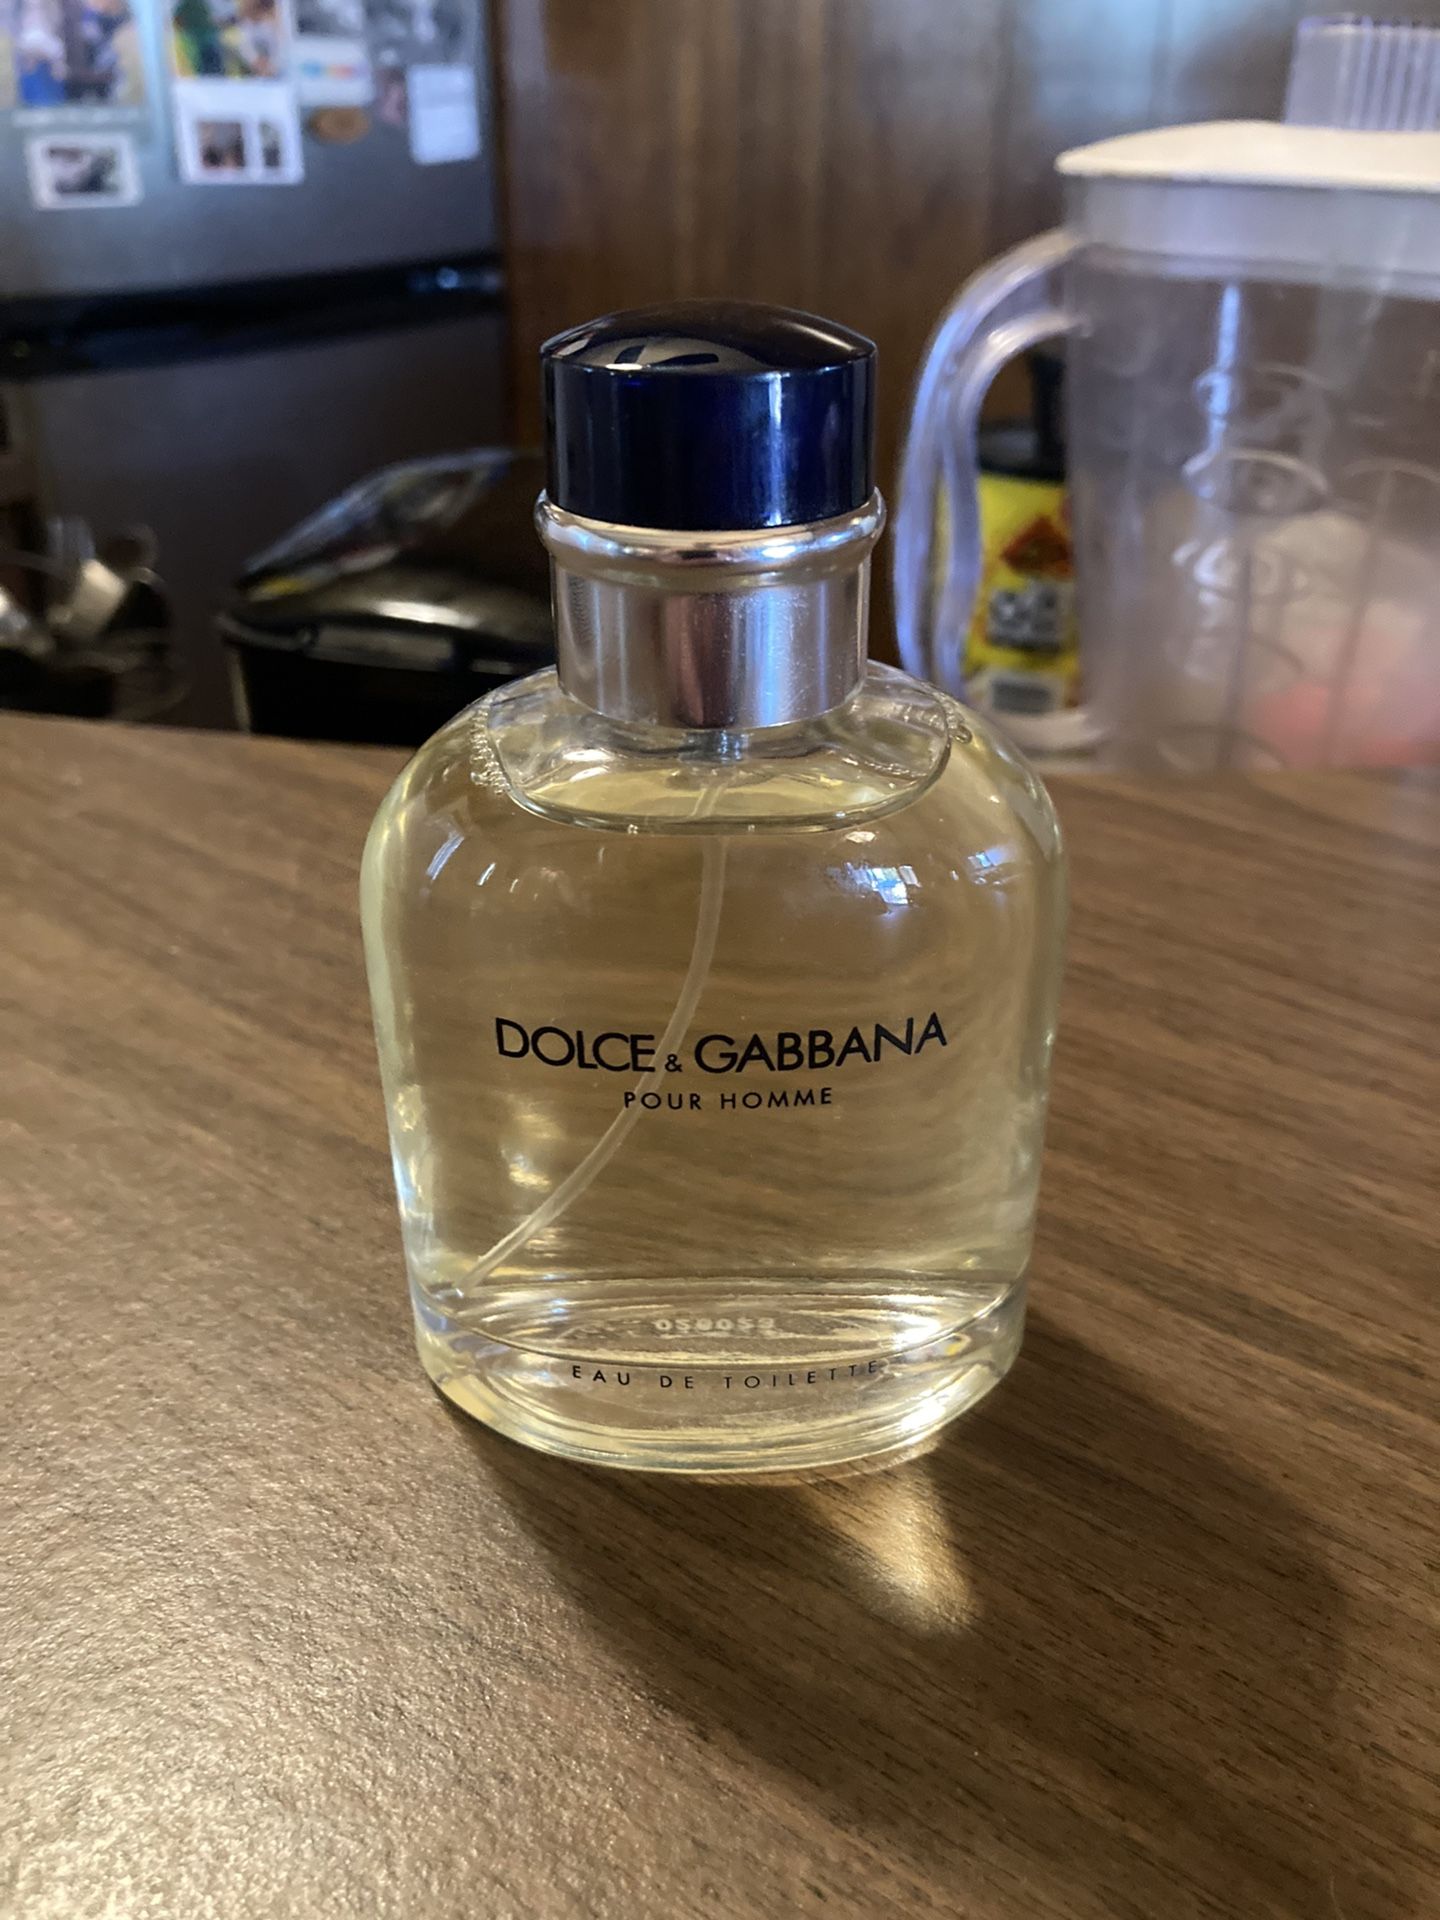 DOLCE & GABBANA
POUR HOMME
EAU DE TOILETTE